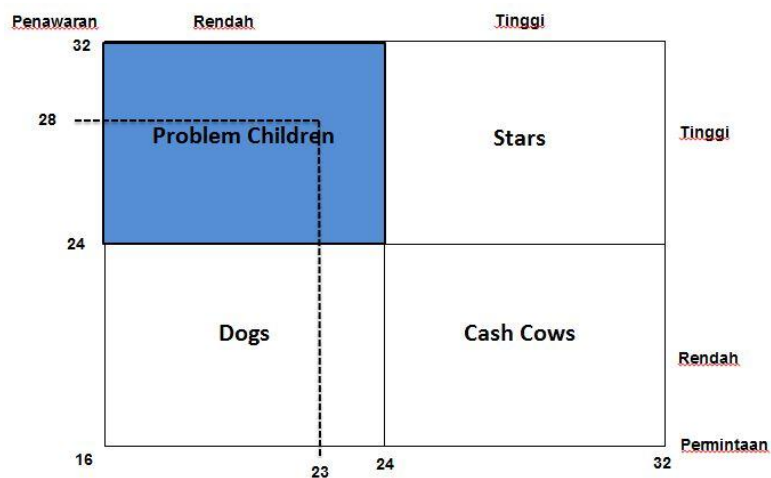 Penawaran
Rendah
Tinggi
32
28
Problem Children
Stars
Tinggi
24
Dogs
Cash Cows
Rendah
16
23
24
32
Permintaan